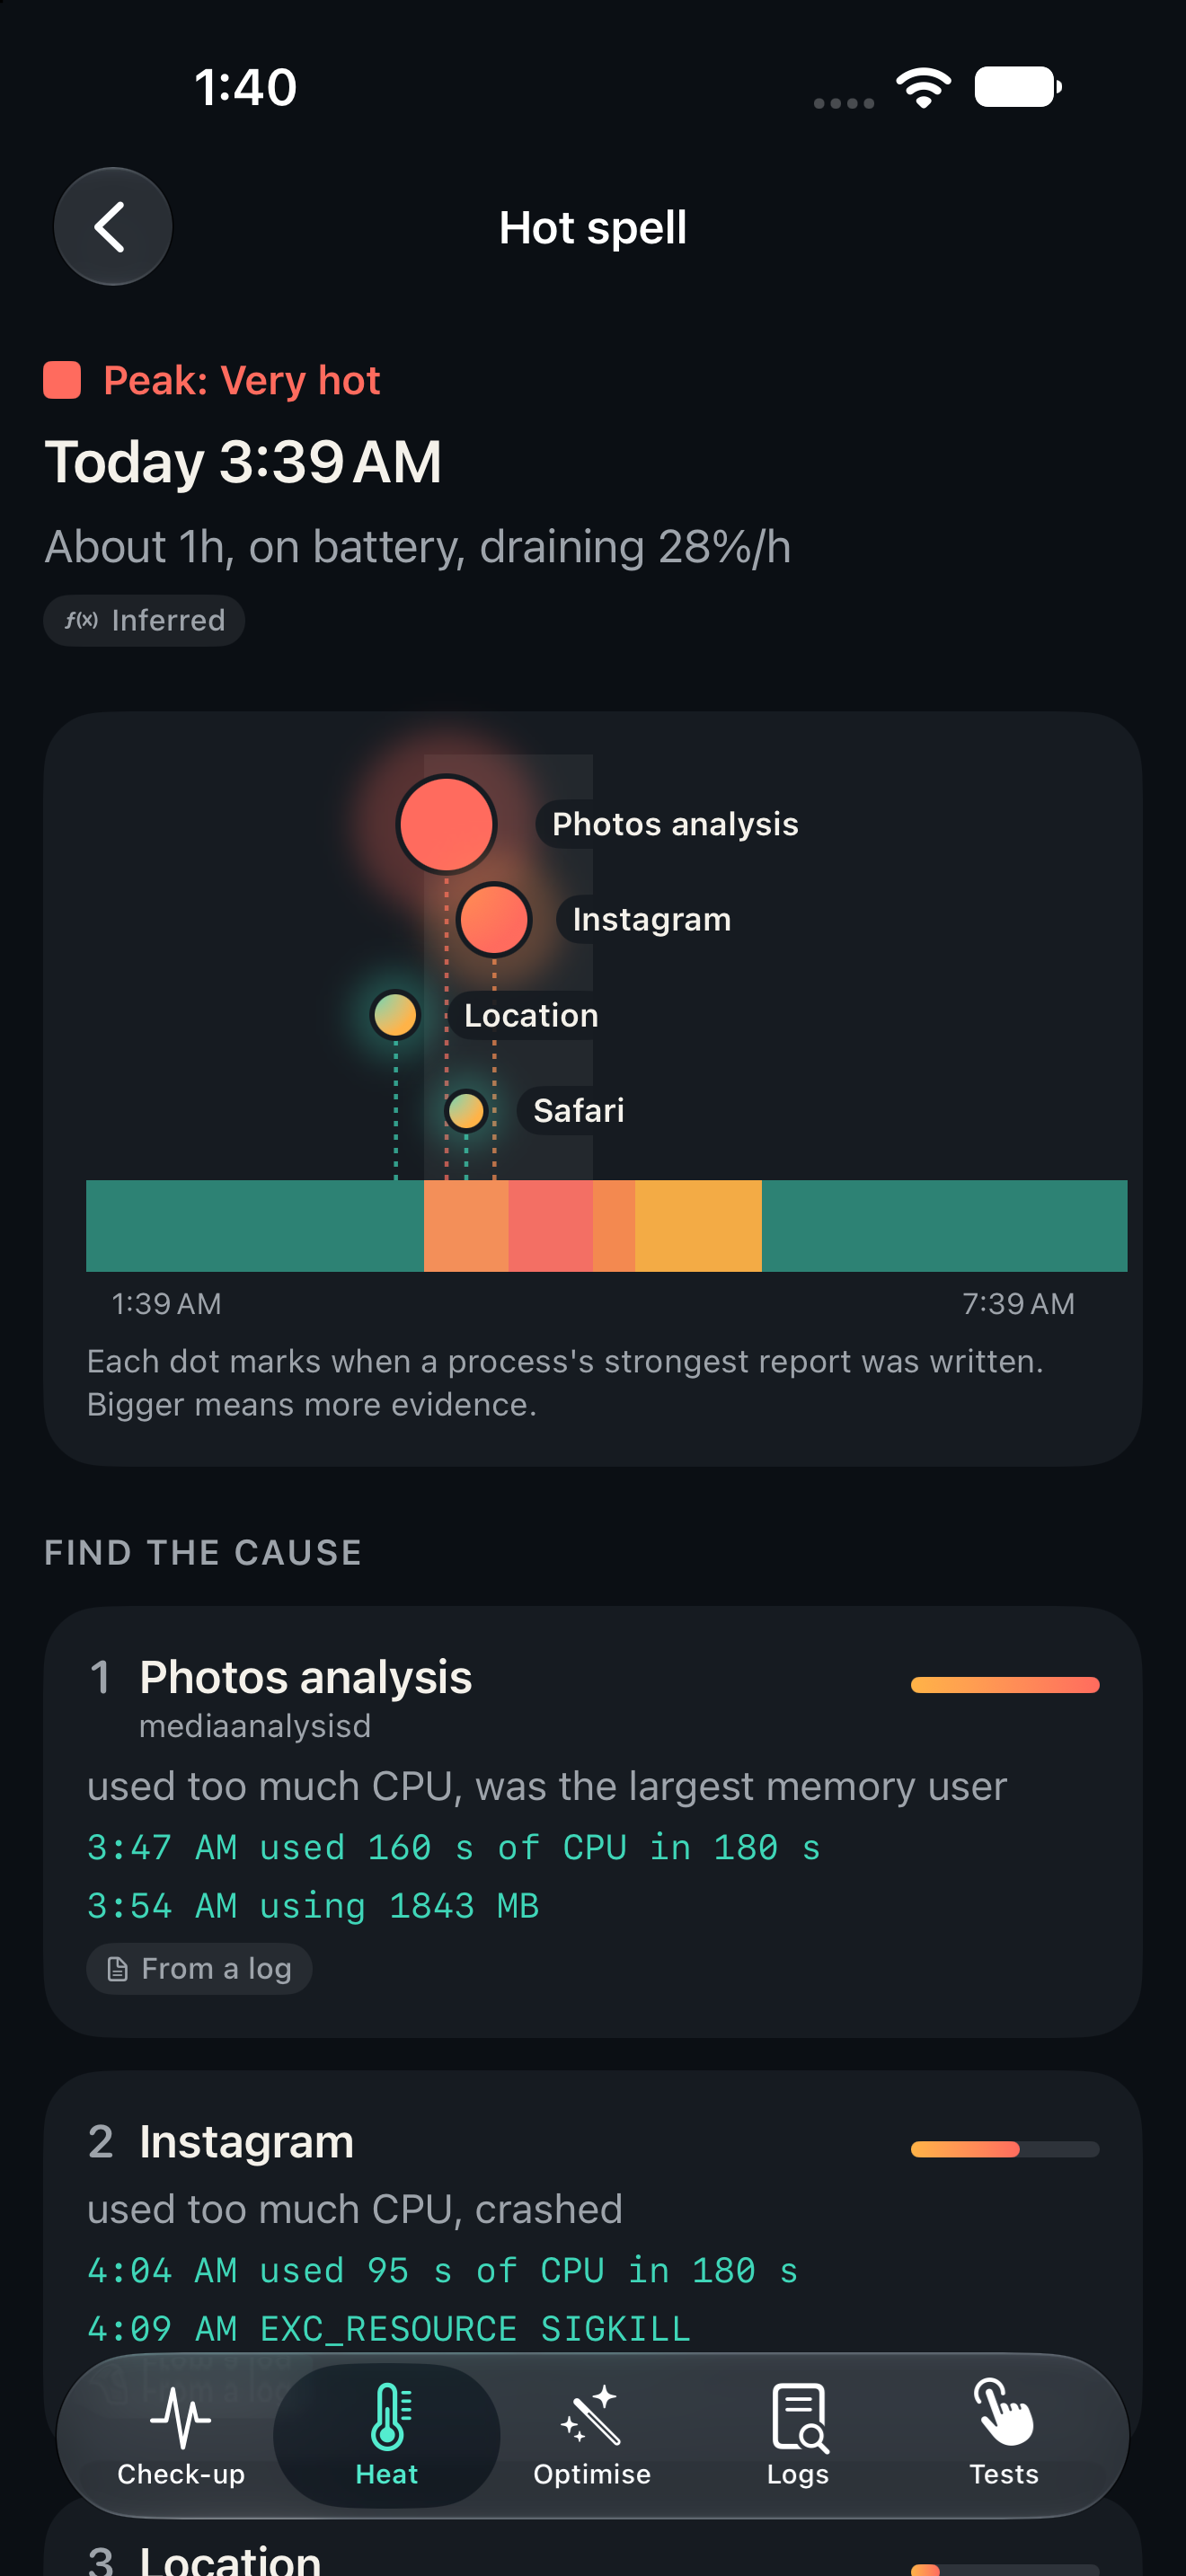 1:40
Hot spell
Peak: Very hot
Today 3:39 AM
About 1h, on battery, draining 28%/h
f(x) Inferred
Photos analysis
Instagram
Location
Safari
1:39 AM
7:39 AM
Each dot marks when a process's strongest report was written.
Bigger means more evidence.
FIND THE CAUSE
1 Photos analysis
mediaanalysisd
used too much CPU, was the largest memory user
3:47 AM used 160 s of CPU in 180 s
3:54 AM using 1843 MB
From a log
2 Instagram
used too much CPU, crashed
4:04 AM used 95 s of CPU in 180 s
4:09 AM EXC_RESOURCE SIGKILL
Check-up
Heat
Optimise
Logs
Tests
3 Location